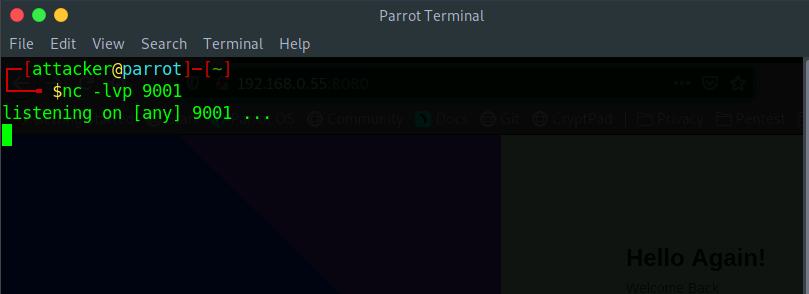 Parrot Terminal
File Edit View Search Terminal Help
┌─[attacker@parrot]─[~]
└──╼ $nc -lvp 9001
192.168.0.55:8080
listening on [any] 9001 ...
OS Community Docs Git CryptPad Privacy Pentest
Hello Again!
Welcome Back